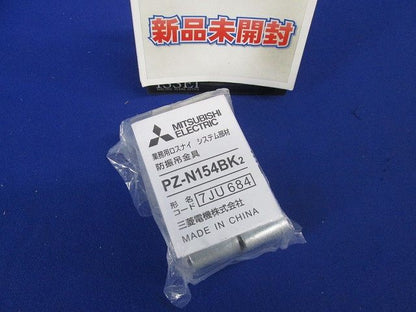 新品未開封
MITSUBISHI
ELECTRIC
業務用ロスナイ システム部材
防振吊金具
PZ-N154BK2
形名
コード 7JU 684
三菱電機株式会社
MADE IN CHINA